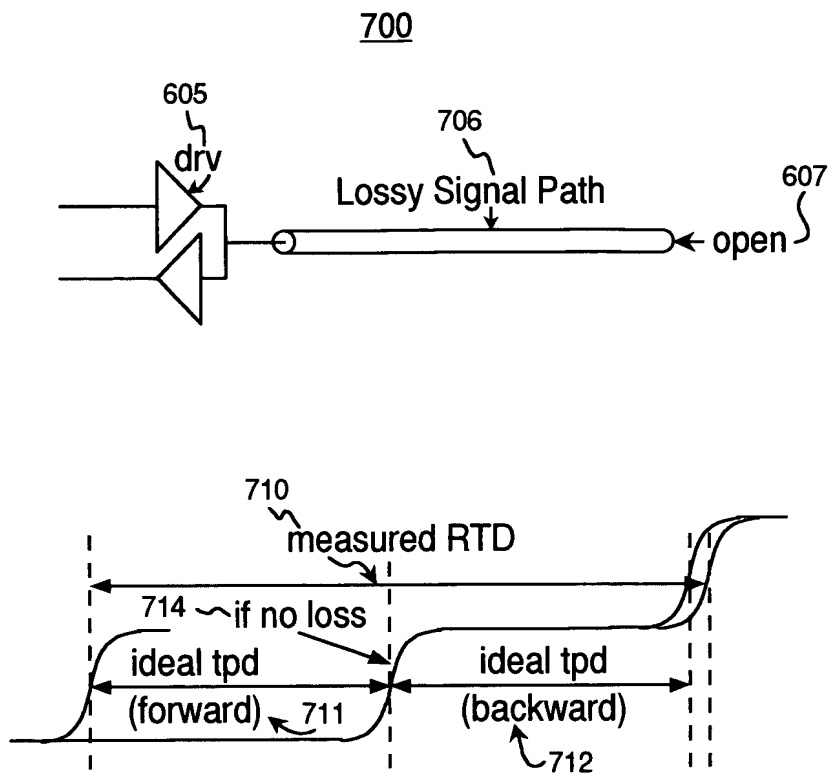 700
605
drv
706
Lossy Signal Path
607
open
710
measured RTD
714
if no loss
ideal tpd
(forward)
711
ideal tpd
(backward)
712